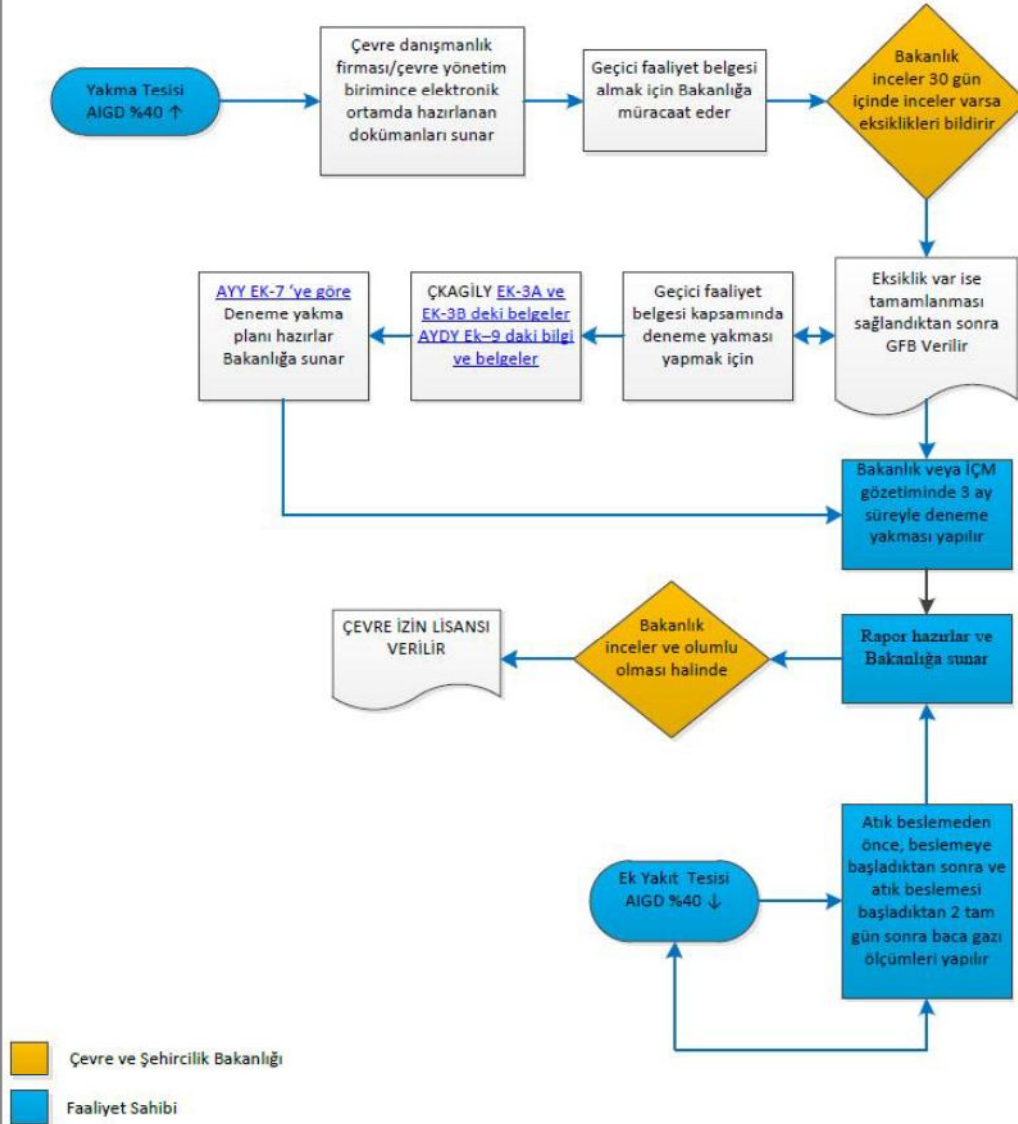 Yakma Tesisi
AIGD %40 ↑
Çevre danışmanlık
firması/çevre yönetim
birimince elektronik
ortamda hazırlanan
dokümanları sunar
Geçici faaliyet belgesi
almak için Bakanlığa
müracaat eder
Bakanlık
inceler 30 gün
içinde inceler varsa
eksiklikleri bildirir
Eksiklik var ise
tamamlanması
sağlandıktan sonra
GFB Verilir
Geçici faaliyet
belgesi kapsamında
deneme yakması
yapmak için
ÇKAGİLY EK-3A ve
EK-3B deki belgeler
AYDY Ek–9 daki bilgi
ve belgeler
AYY EK-7 ‘ye göre
Deneme yakma
planı hazırlar
Bakanlığa sunar
Bakanlık veya İÇM
gözetiminde 3 ay
süreyle deneme
yakması yapılır
Rapor hazırlar ve
Bakanlığa sunar
Bakanlık
inceler ve olumlu
olması halinde
ÇEVRE İZİN LİSANSI
VERİLİR
Atık beslemeden
önce, beslemeye
başladıktan sonra ve
atık beslemesi
başladıktan 2 tam
gün sonra baca gazı
ölçümleri yapılır
Ek Yakıt Tesisi
AIGD %40 ↓
Çevre ve Şehircilik Bakanlığı
Faaliyet Sahibi